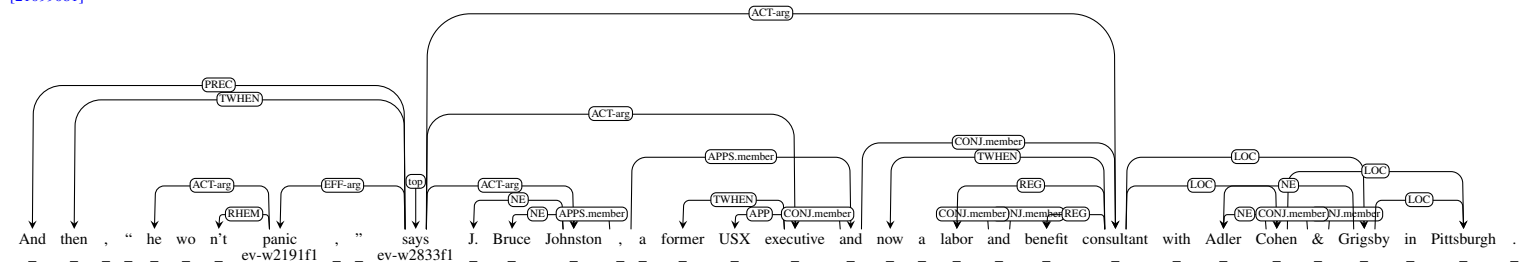 ACT-arg
PREC
TWHEN
ACT-arg
CONJ.member
APPS.member TWHEN LOC
LOC
ACT-arg EFF-arg top ACT-arg REG LOC NE
NE TWHEN LOC
RHEM NE APPS.member APP CONJ.member CONJ.member NJ.member REG NE CONJ.member NJ.member
And then , “ he wo n't panic , ” says J. Bruce Johnston , a former USX executive and now a labor and benefit consultant with Adler Cohen & Grigsby in Pittsburgh .
_ _ _ _ _ _ _ ev-w2191f1 _ _ ev-w2833f1 _ _ _ _ _ _ _ _ _ _ _ _ _ _ _ _ _ _ _ _ _ _ _